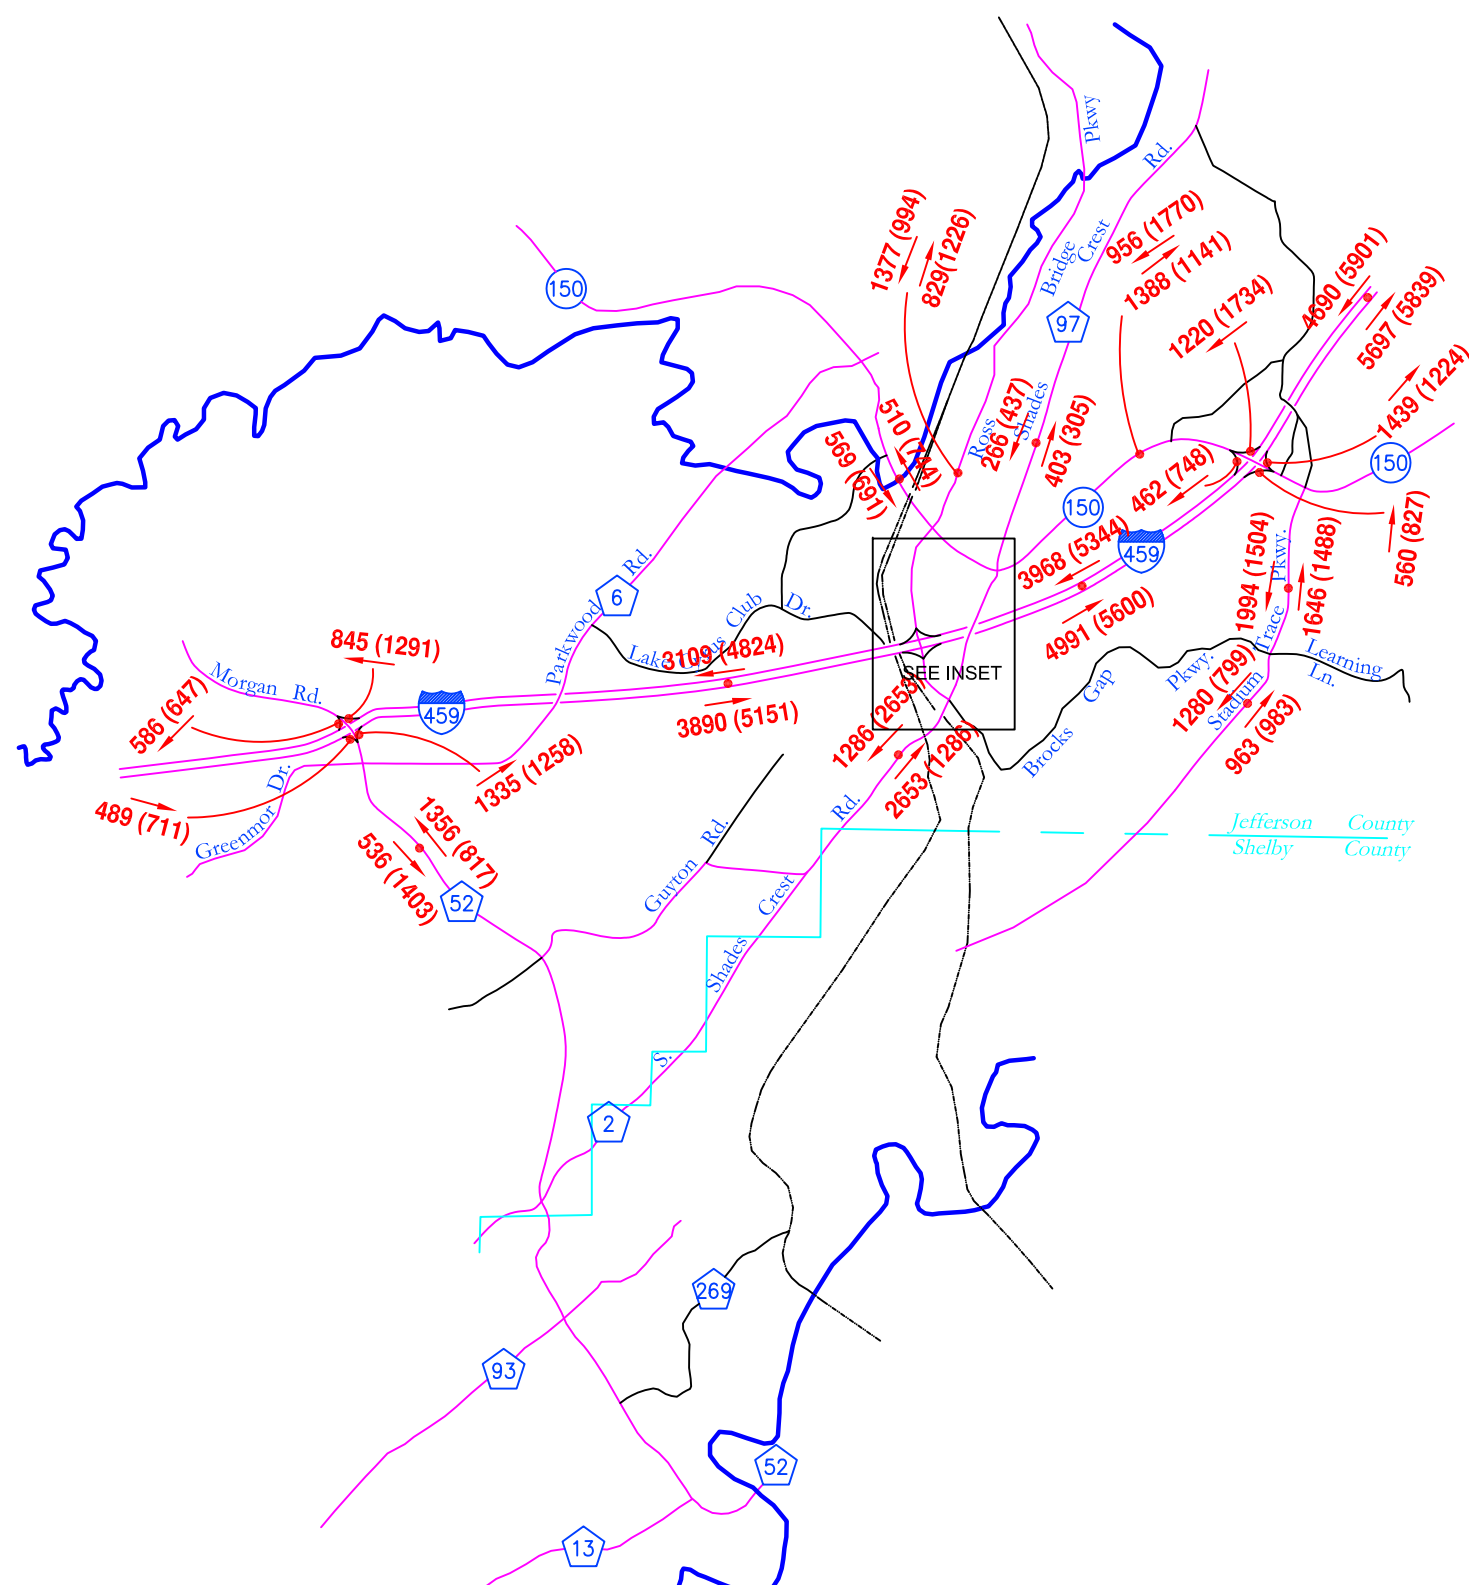 Pkwy
Rd.
Crest
Bridge
1377 (994)
829(1226)
956 (1770)
1388 (1141)
1220 (1734)
4690 (5901)
5697 (5839)
1439 (1224)
150
97
Shades
Ross
266 (437)
403 (305)
510 (744)
569 (691)
462 (748)
150
150
560 (827)
459
3968 (5344)
4991 (5600)
1994 (1504)
1646 (1488)
Pkwy.
Trace
Stadium
Learning
Ln.
6
Rd.
Parkwood
Lake
Club
Dr.
3109 (4824)
3890 (5151)
SEE INSET
845 (1291)
Morgan Rd.
586 (647)
459
1335 (1258)
489 (711)
Greenmor Dr.
1356 (817)
536 (1403)
52
1286 (2653)
2653 (1286)
Brocks Gap Pkwy.
1280 (799)
963 (983)
Jefferson County
Shelby County
Guyton Rd.
S. Shades Crest Rd.
2
269
93
52
13